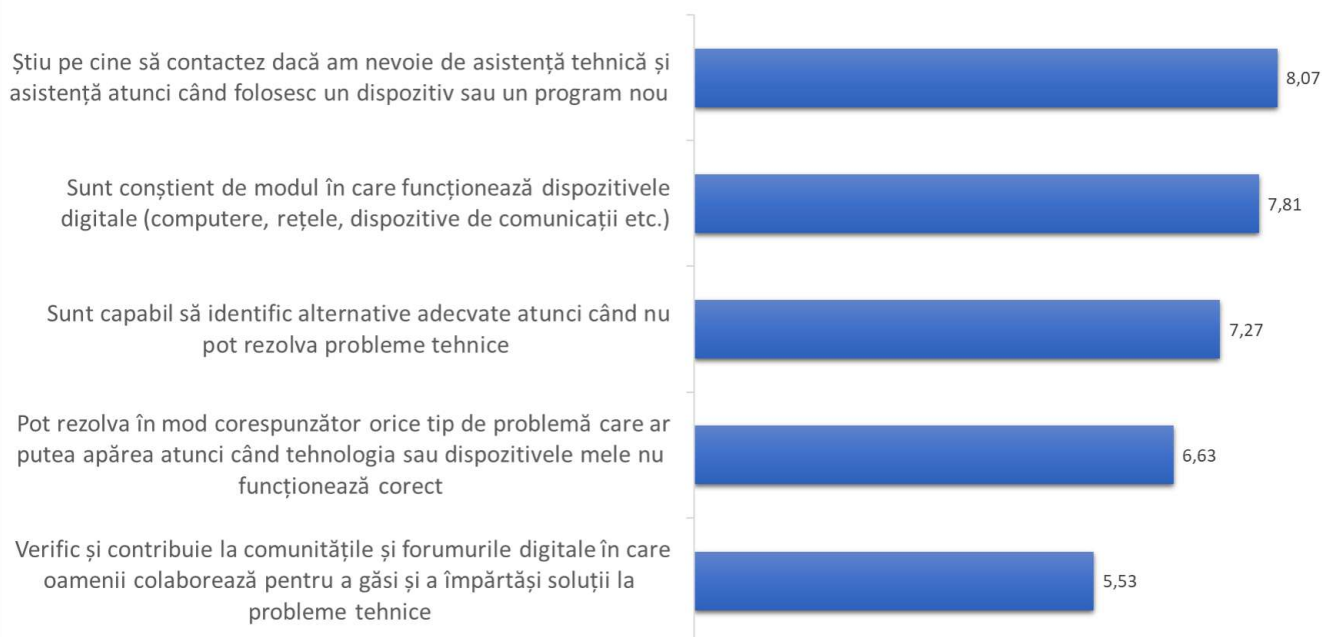 Știu pe cine să contactez dacă am nevoie de asistență tehnică și
asistență atunci când folosesc un dispozitiv sau un program nou
8,07
Sunt conștient de modul în care funcționează dispozitivele
digitale (computere, rețele, dispozitive de comunicații etc.)
7,81
Sunt capabil să identific alternative adecvate atunci când nu
pot rezolva probleme tehnice
7,27
Pot rezolva în mod corespunzător orice tip de problemă care ar
putea apărea atunci când tehnologia sau dispozitivele mele nu
funcționează corect
6,63
Verific și contribuie la comunitățile și forumurile digitale în care
oamenii colaborează pentru a găsi și a împărtăși soluții la
probleme tehnice
5,53